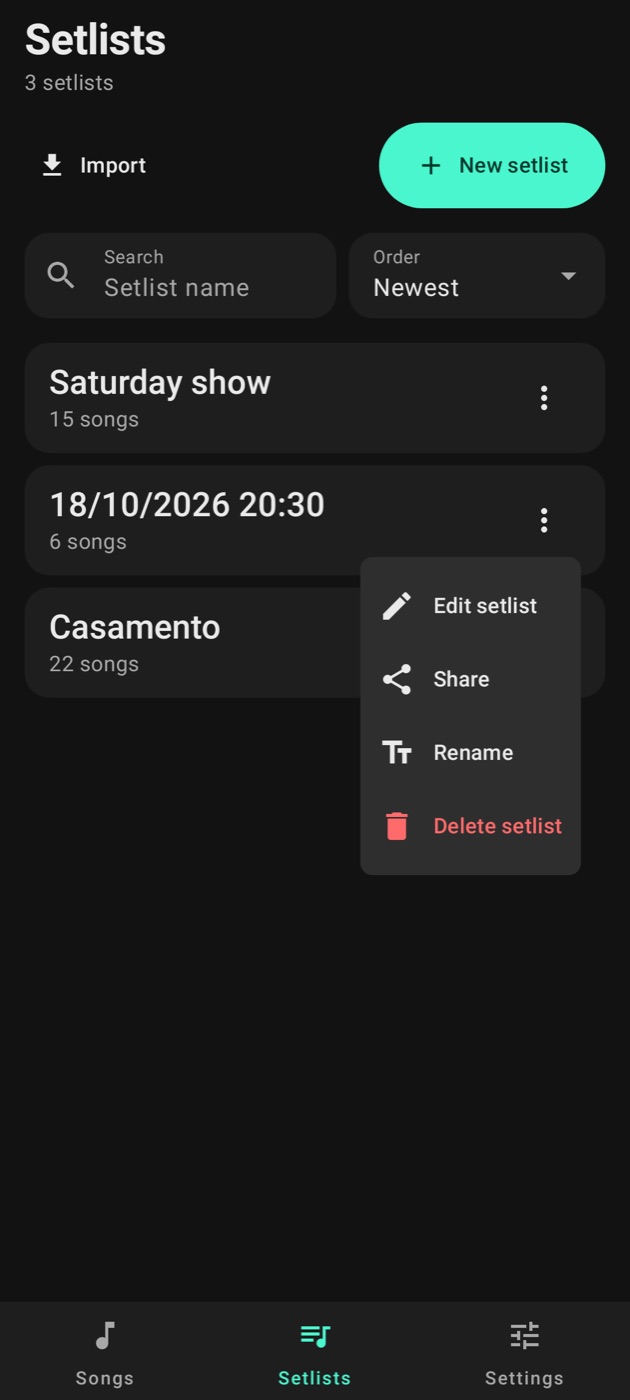 Setlists
3 setlists
Import
New setlist
Search
Setlist name
Order
Newest
Saturday show
15 songs
18/10/2026 20:30
6 songs
Casamento
22 songs
Edit setlist
Share
Rename
Delete setlist
Songs
Setlists
Settings